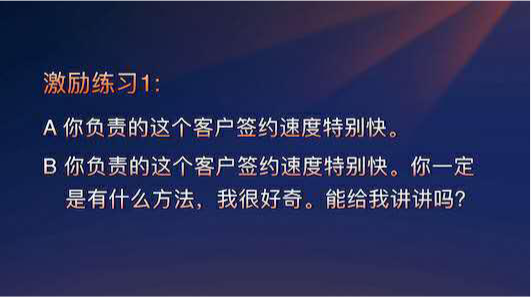 激励练习1:
A 你负责的这个客户签约速度特别快。
B 你负责的这个客户签约速度特别快。你一定
是有什么方法，我很好奇。能给我讲讲吗?